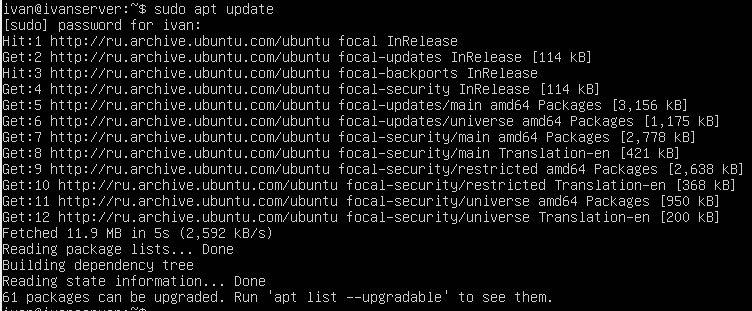 ivan@ivanserver:~$ sudo apt update
[sudo] password for ivan:
Hit:1 http://ru.archive.ubuntu.com/ubuntu focal InRelease
Get:2 http://ru.archive.ubuntu.com/ubuntu focal-updates InRelease [114 kB]
Hit:3 http://ru.archive.ubuntu.com/ubuntu focal-backports InRelease
Get:4 http://ru.archive.ubuntu.com/ubuntu focal-security InRelease [114 kB]
Get:5 http://ru.archive.ubuntu.com/ubuntu focal-updates/main amd64 Packages [3,156 kB]
Get:6 http://ru.archive.ubuntu.com/ubuntu focal-updates/universe amd64 Packages [1,175 kB]
Get:7 http://ru.archive.ubuntu.com/ubuntu focal-security/main amd64 Packages [2,778 kB]
Get:8 http://ru.archive.ubuntu.com/ubuntu focal-security/main Translation-en [421 kB]
Get:9 http://ru.archive.ubuntu.com/ubuntu focal-security/restricted amd64 Packages [2,638 kB]
Get:10 http://ru.archive.ubuntu.com/ubuntu focal-security/restricted Translation-en [368 kB]
Get:11 http://ru.archive.ubuntu.com/ubuntu focal-security/universe amd64 Packages [950 kB]
Get:12 http://ru.archive.ubuntu.com/ubuntu focal-security/universe Translation-en [200 kB]
Fetched 11.9 MB in 5s (2,592 kB/s)
Reading package lists... Done
Building dependency tree
Reading state information... Done
61 packages can be upgraded. Run 'apt list --upgradable' to see them.
ivan@ivanserver:~$